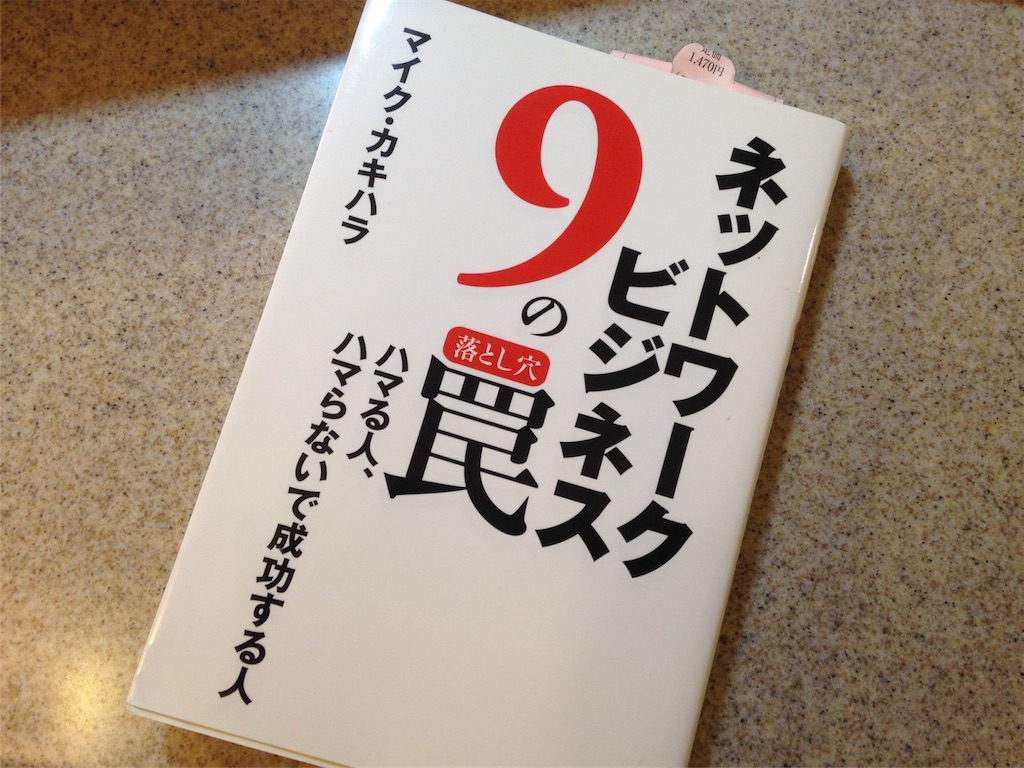 ネットワーク
ビジネス
9の
落とし穴
罠
ハマる人、
ハマらないで成功する人
マイク・カキハラ
定価
1,470円